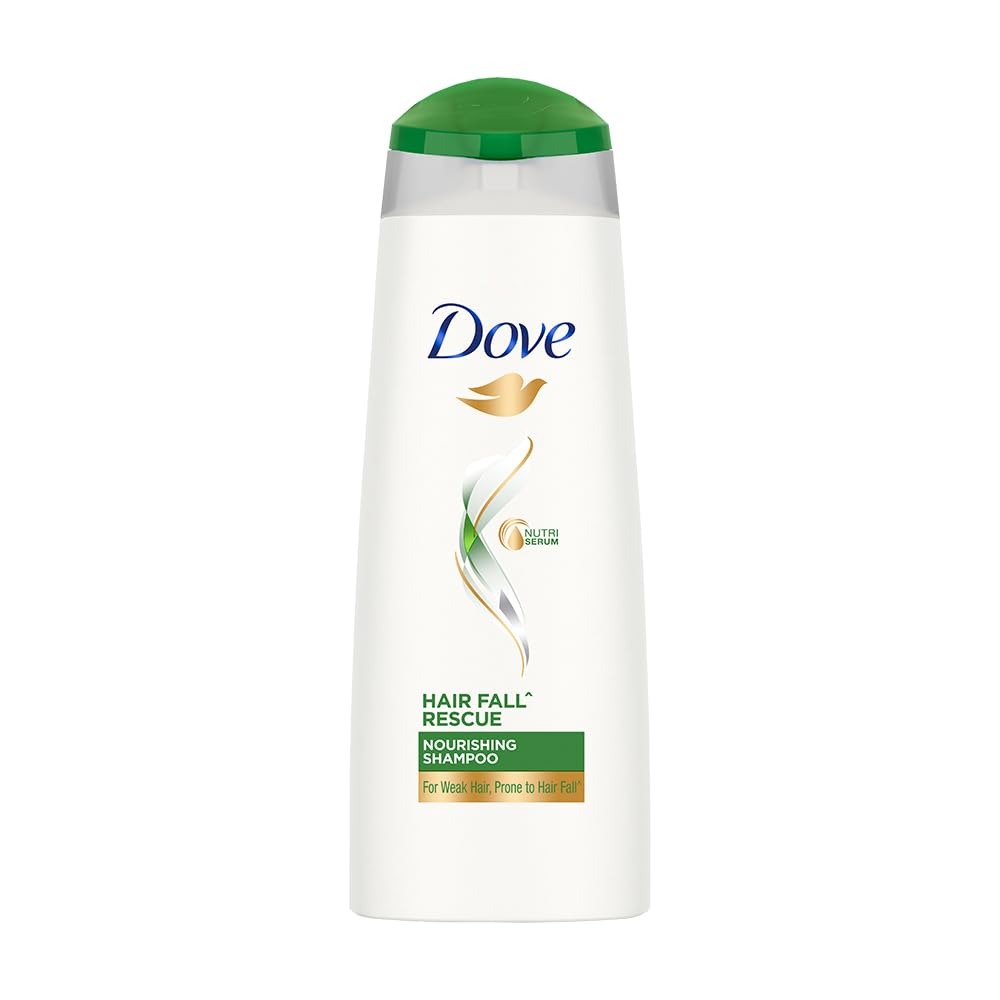 Dove
NUTRI
SERUM
HAIR FALL^
RESCUE
NOURISHING
SHAMPOO
For Weak Hair, Prone to Hair Fall^